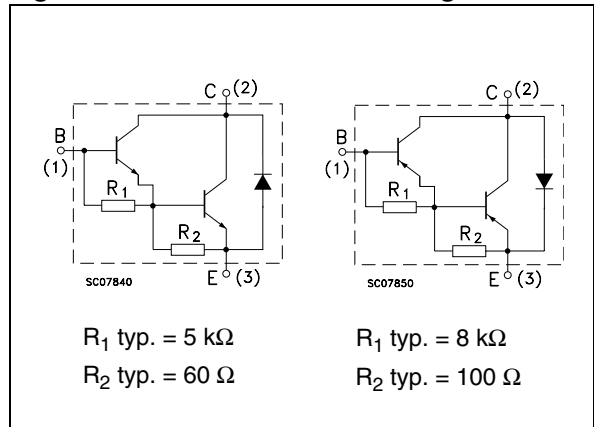 C (2)
B
(1)
R1
R2
E (3)
SC07840
R1 typ. = 5 kΩ
R2 typ. = 60 Ω
C (2)
B
(1)
R1
R2
E (3)
SC07850
R1 typ. = 8 kΩ
R2 typ. = 100 Ω